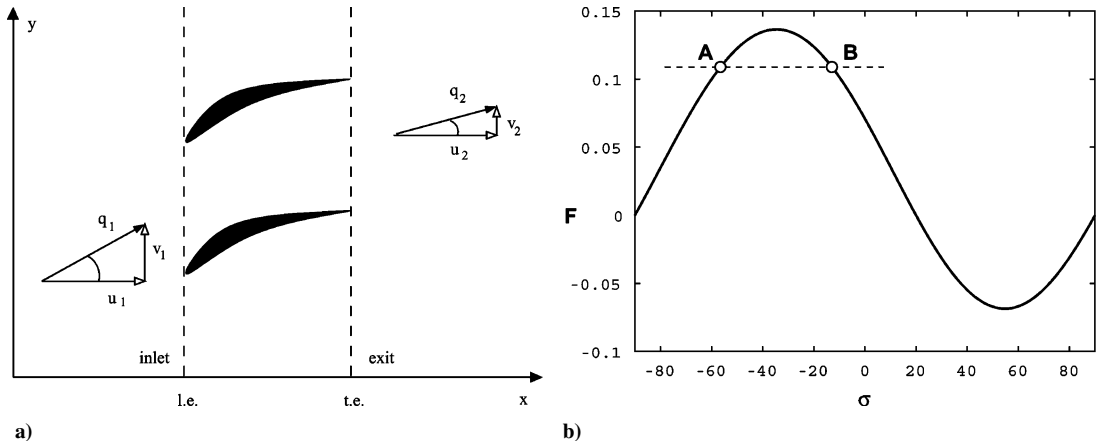 y
q₂
v₂
u₂
q₁
v₁
u₁
inlet
exit
l.e.
t.e.
x
a)
0.15
A
B
0.1
0.05
F
0
-0.05
-0.1
-80 -60 -40 -20 0 20 40 60 80
σ
b)